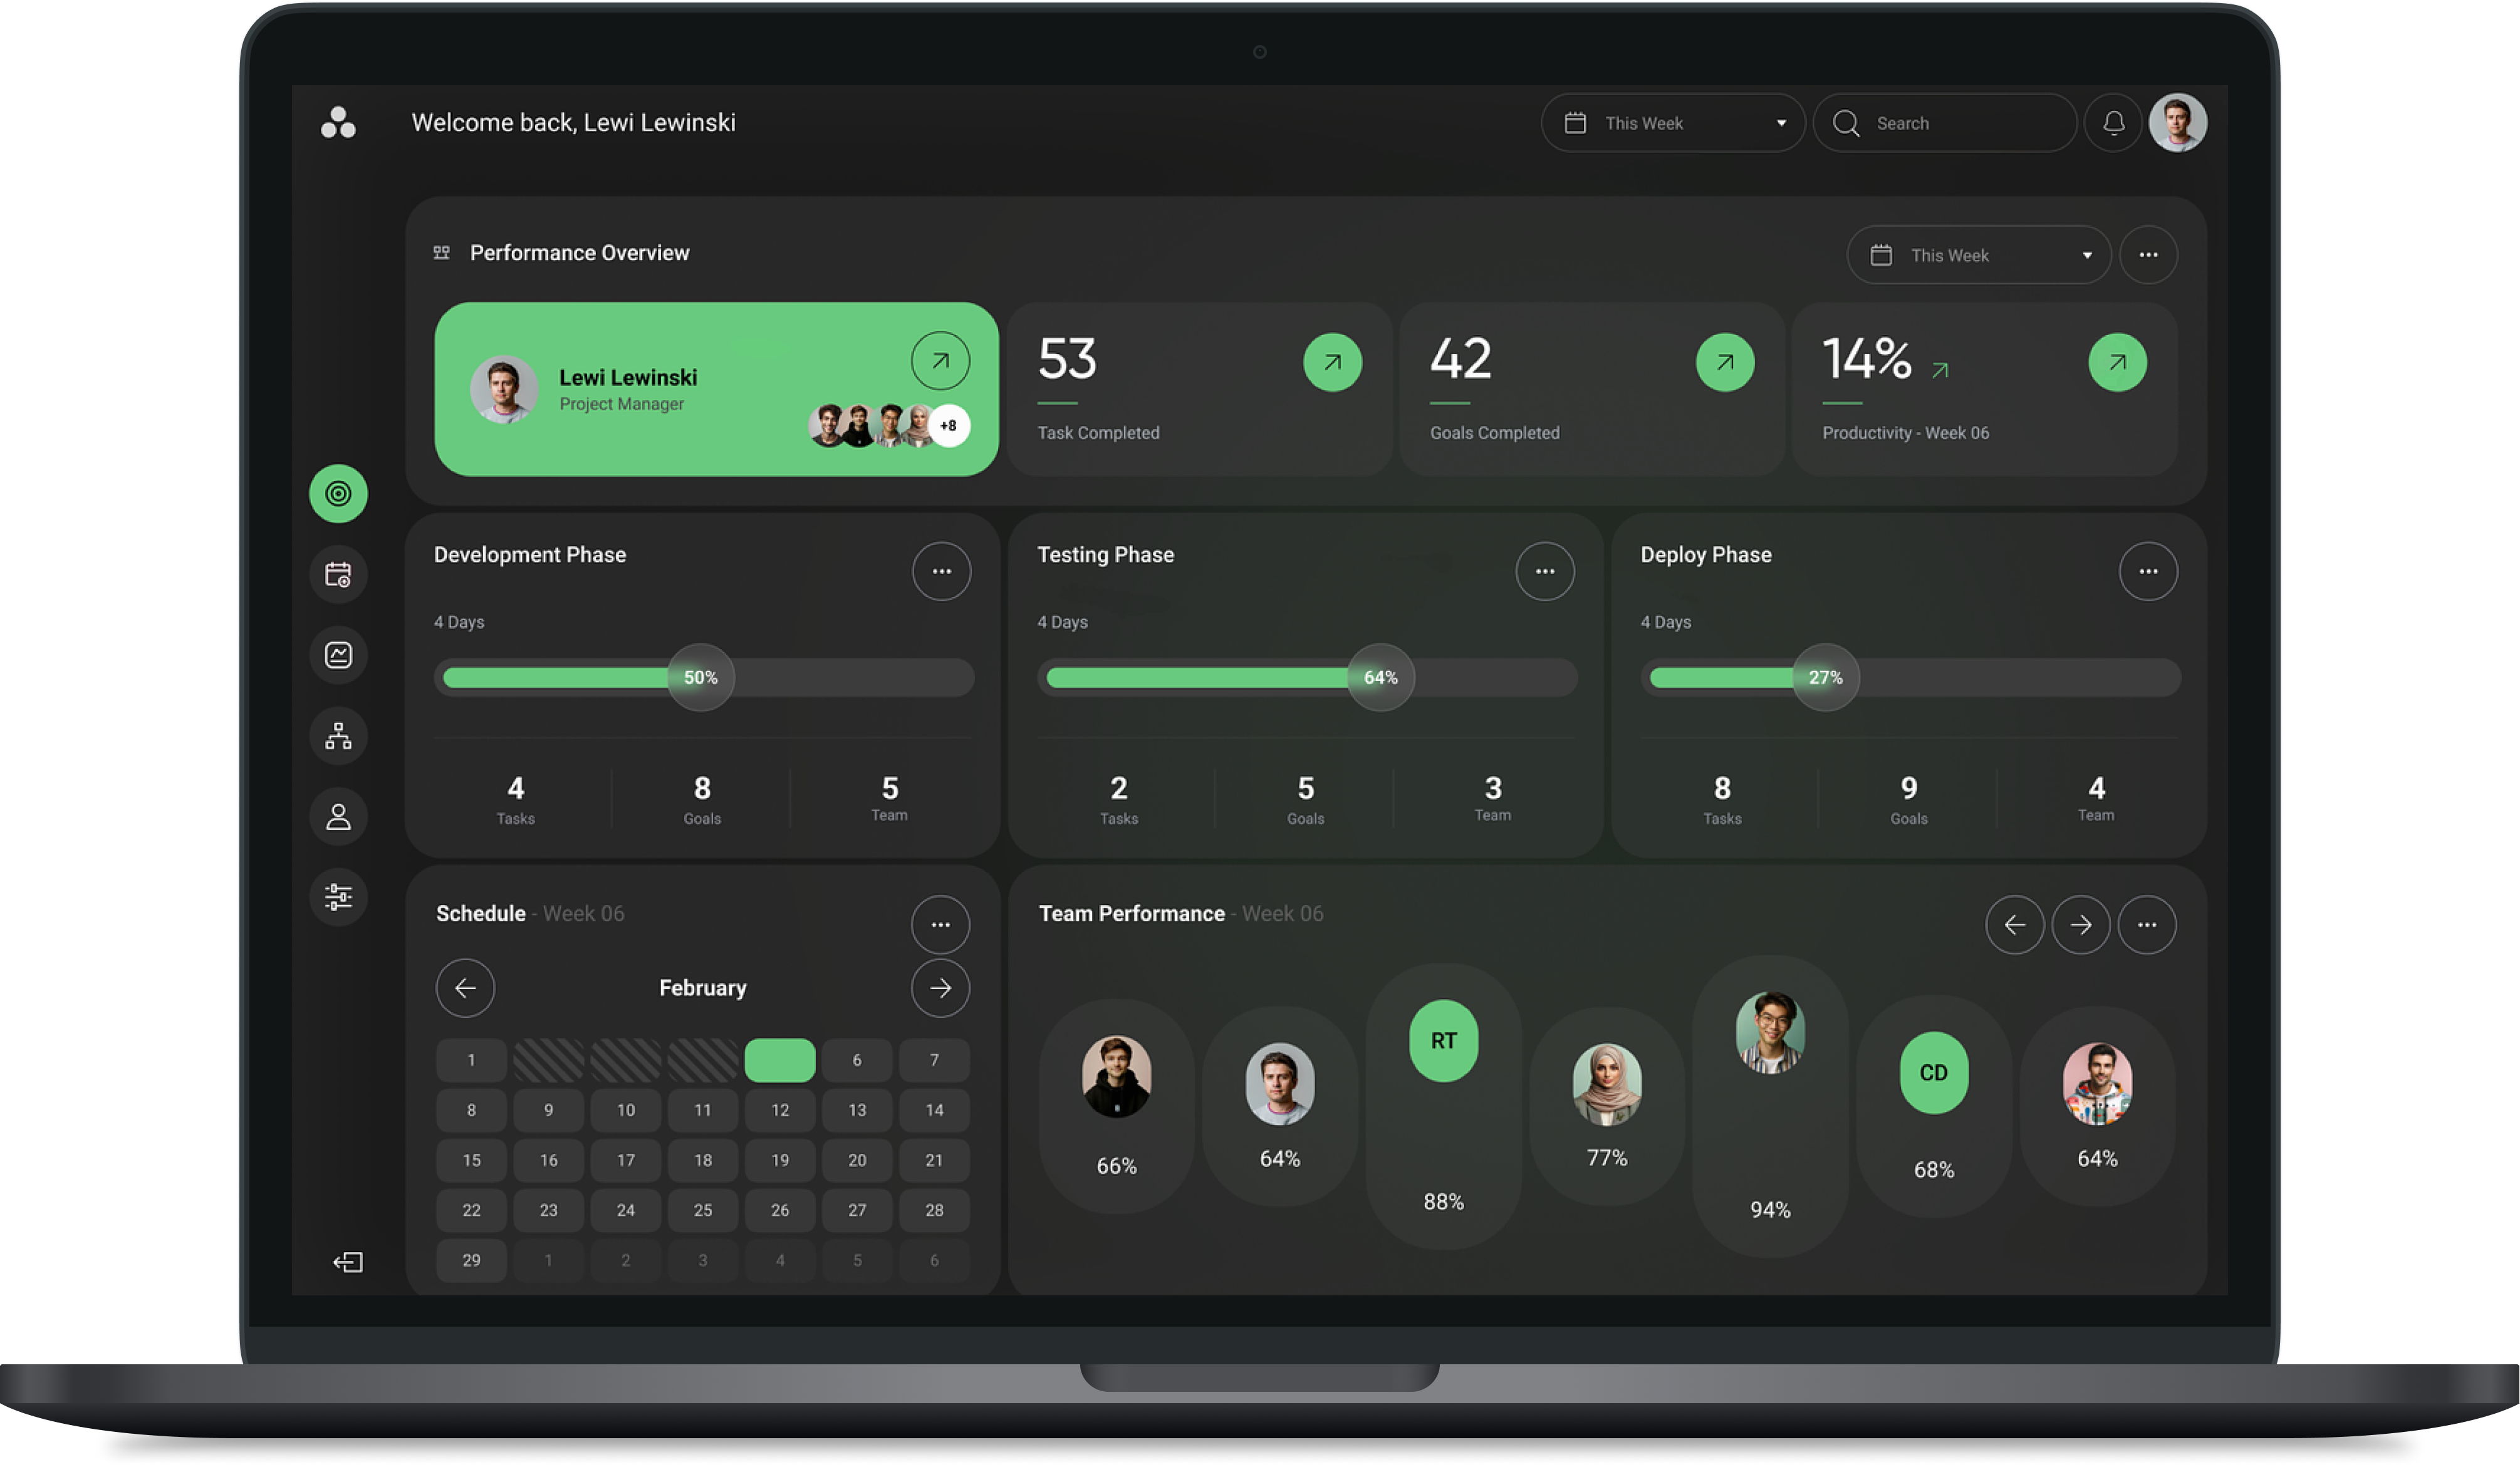 Welcome back, Lewi Lewinski
This Week
Search
Performance Overview
This Week
Lewi Lewinski
Project Manager
+8
53
Task Completed
42
Goals Completed
14%
Productivity - Week 06
Development Phase
4 Days
50%
4 8 5
Tasks Goals Team
Testing Phase
4 Days
64%
2 5 3
Tasks Goals Team
Deploy Phase
4 Days
27%
8 9 4
Tasks Goals Team
Schedule - Week 06
February
1 6 7
8 9 10 11 12 13 14
15 16 17 18 19 20 21
22 23 24 25 26 27 28
29 1 2 3 4 5 6
Team Performance - Week 06
RT
CD
66% 64% 88% 77% 94% 68% 64%